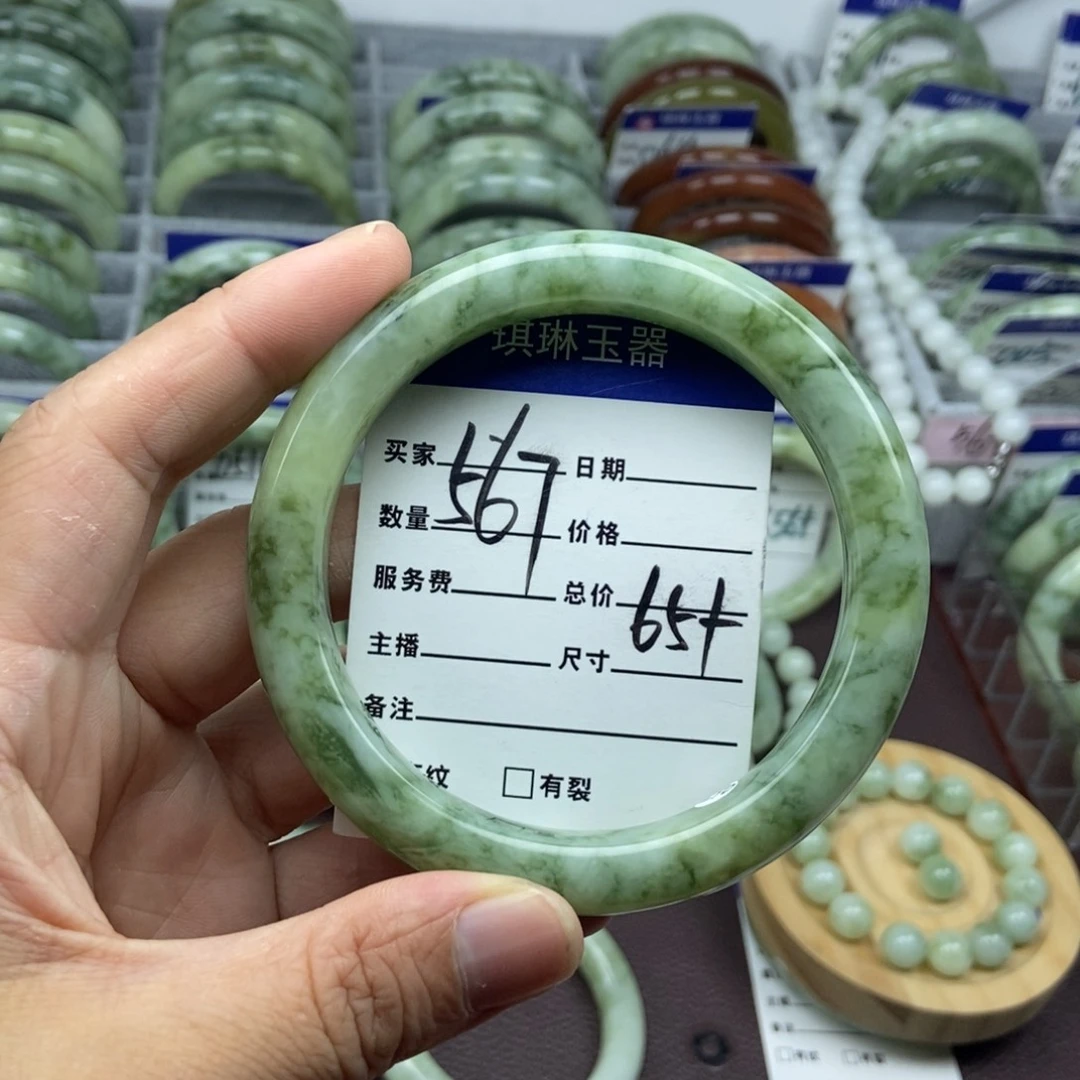 琪琳玉器
买家 567 日期
数量 价格
服务费 总价
主播 尺寸 65+
备注
纹 有裂